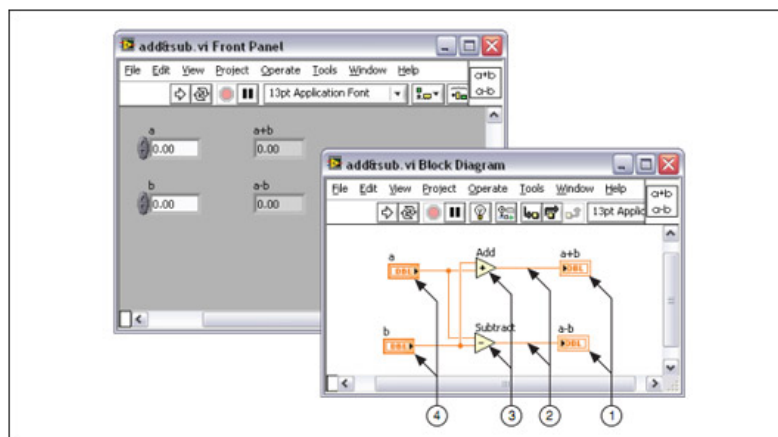 add&sub.vi Front Panel
File Edit View Project Operate Tools Window Help
a+b
a-b
13pt Application Font
a
0.00
a+b
0.00
b
0.00
a-b
0.00
add&sub.vi Block Diagram
File Edit View Project Operate Tools Window Help
a+b
a-b
13pt Applic
a
DBL
Add
+
a+b
DBL
b
DBL
Subtract
-
a-b
DBL
4 3 2 1